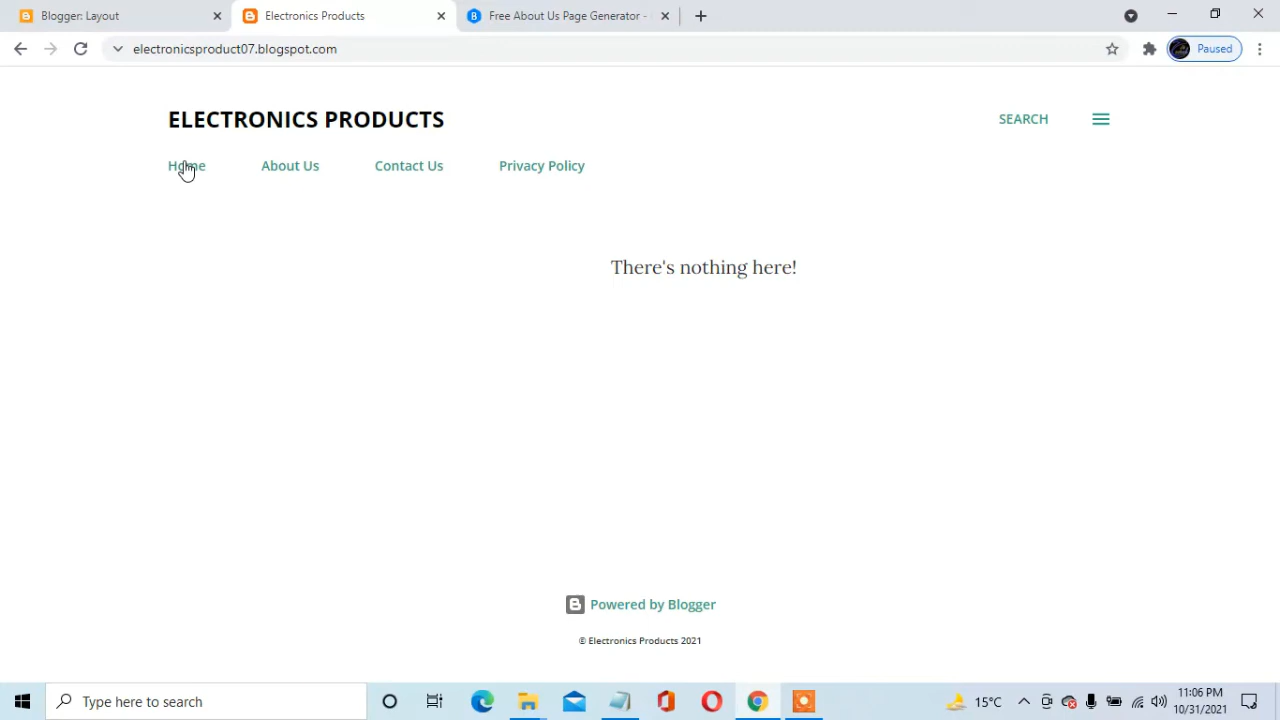 Blogger: Layout
Electronics Products
Free About Us Page Generator -
electronicsproduct07.blogspot.com
Paused
ELECTRONICS PRODUCTS
SEARCH
Home
About Us
Contact Us
Privacy Policy
There's nothing here!
Powered by Blogger
© Electronics Products 2021
Type here to search
15°C
11:06 PM
10/31/2021